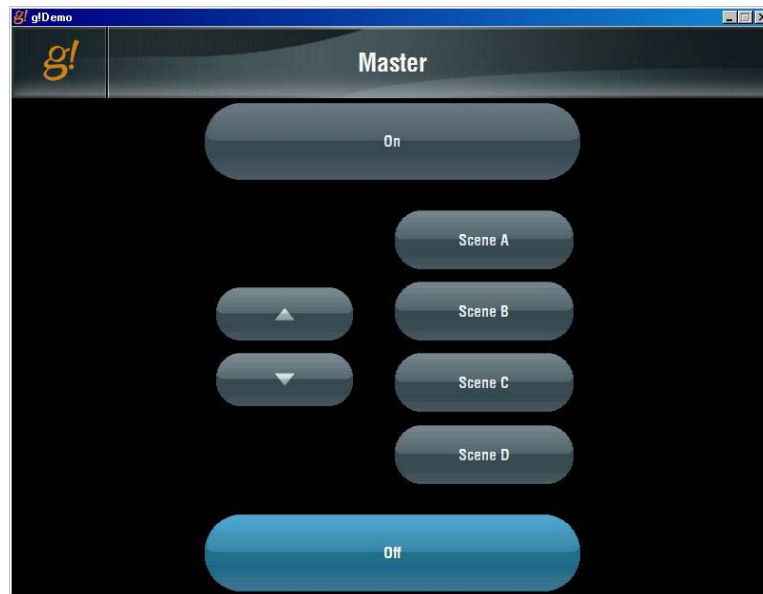 g! g!Demo
g!
Master
On
Scene A
Scene B
Scene C
Scene D
Off